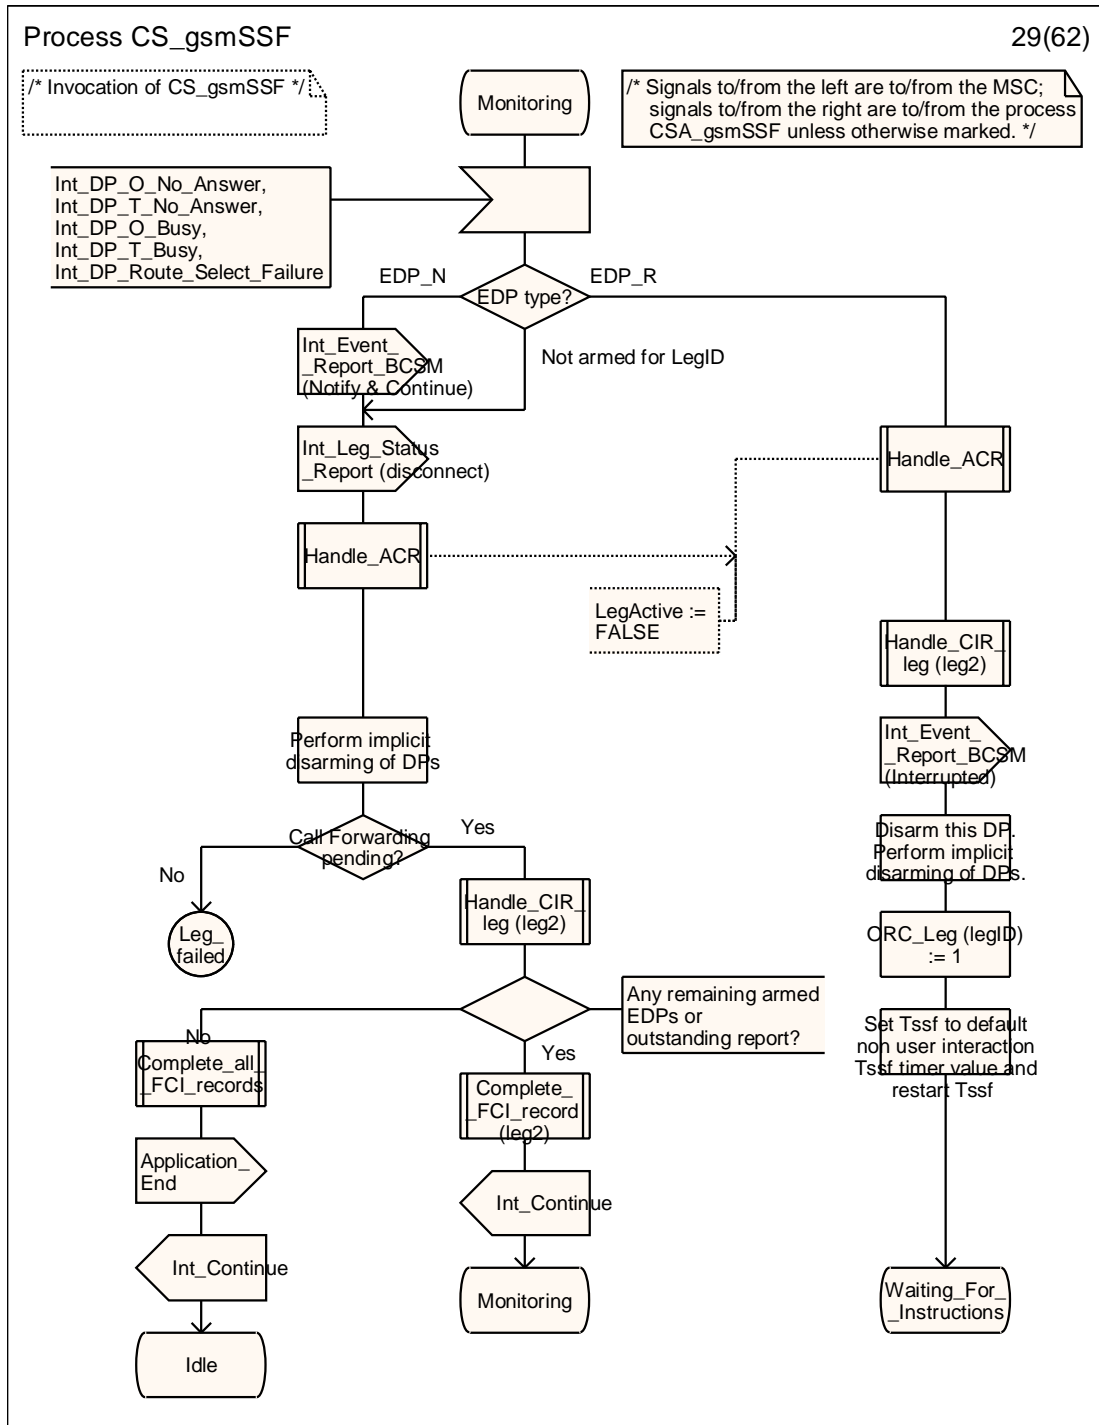 Process CS_gsmSSF
29(62)
/* Invocation of CS_gsmSSF */
Monitoring
/* Signals to/from the left are to/from the MSC;
signals to/from the right are to/from the process
CSA_gsmSSF unless otherwise marked. */
Int_DP_O_No_Answer,
Int_DP_T_No_Answer,
Int_DP_O_Busy,
Int_DP_T_Busy,
Int_DP_Route_Select_Failure
EDP_N
EDP type?
EDP_R
Int_Event_
_Report_BCSM
(Notify & Continue)
Not armed for LegID
Int_Leg_Status
_Report (disconnect)
Handle_ACR
Handle_ACR
LegActive :=
FALSE
Handle_CIR_
leg (leg2)
Int_Event_
_Report_BCSM
(Interrupted)
Perform implicit
disarming of DPs
Call Forwarding
pending?
Yes
No
Disarm this DP.
Perform implicit
disarming of DPs.
Handle_CIR_
leg (leg2)
Leg_
failed
ORC_Leg (legID)
:= 1
Any remaining armed
EDPs or
outstanding report?
No
Yes
Set Tssf to default
non user interaction
Tssf timer value and
restart Tssf
Complete_all_
_FCI_records
Complete_
_FCI_record
(leg2)
Application_
End
Int_Continue
Int_Continue
Monitoring
Waiting_For_
_Instructions
Idle